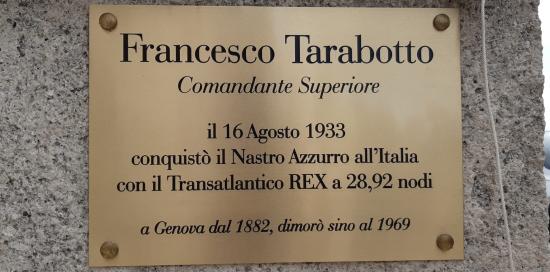 Francesco Tarabotto
Comandante Superiore
il 16 Agosto 1933
conquistò il Nastro Azzurro all'Italia
con il Transatlantico REX a 28,92 nodi
a Genova dal 1882, dimorò sino al 1969